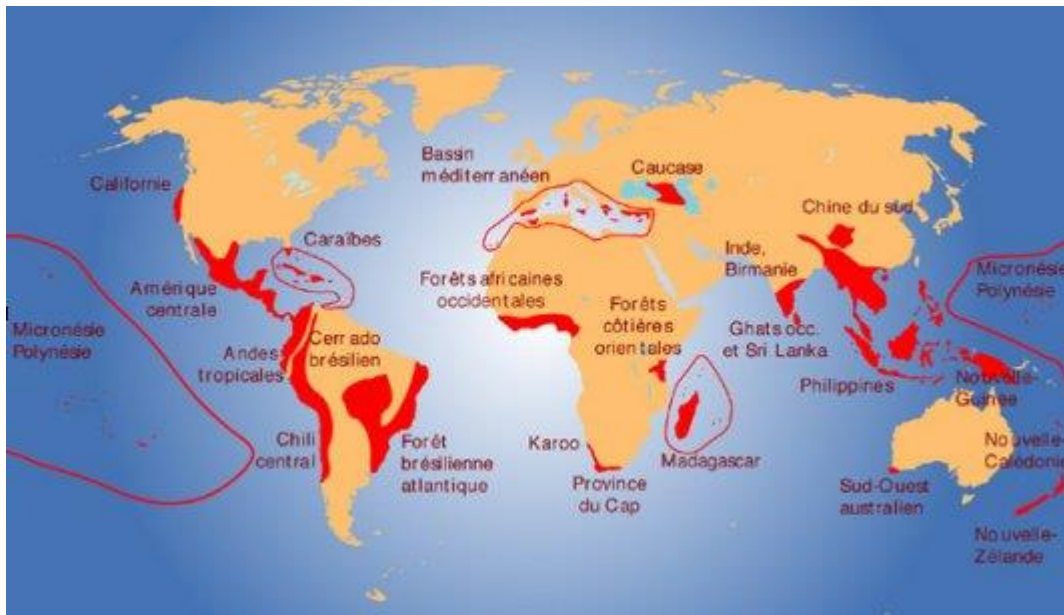 Bassin
méditerranéen
Caucase
Californie
Chine du sud
Caraïbes
Inde,
Birmanie
Micronésie
Polynésie
Forêts africaines
occidentales
Amérique
centrale
Forêts
côtières
orientales
Micronésie
Polynésie
Cerrado
brésilien
Ghats occ.
et Sri Lanka
Andes
tropicales
Philippines
Nouvelle-
Guinée
Chili
central
Forêt
brésilienne
atlantique
Karoo
Madagascar
Nouvelle-
Calédonie
Province
du Cap
Sud-Ouest
australien
Nouvelle-
Zélande